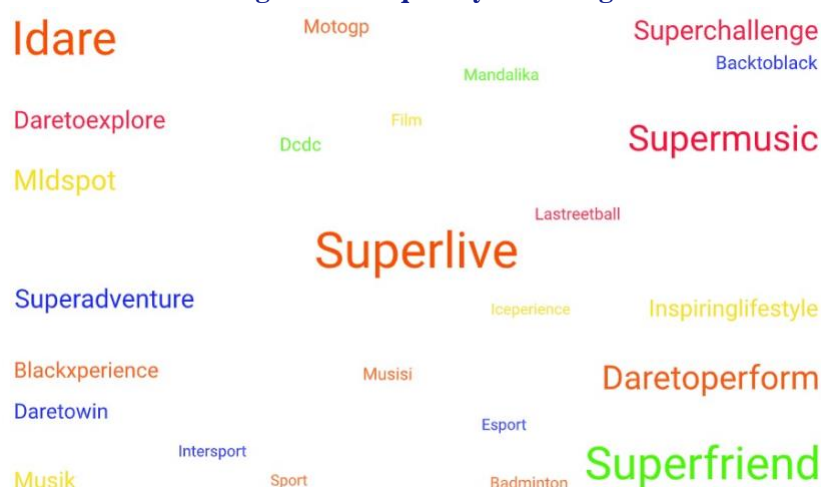 Idare
Motogp
Superchallenge
Backtoblack
Mandalika
Daretoexplore
Film
Dcdc
Supermusic
Mldspot
Lastreetball
Superlive
Superadventure
Iceperience
Inspiringlifestyle
Blackxperience
Musisi
Daretoperform
Daretowin
Esport
Intersport
Superfriend
Musik
Sport
Badminton